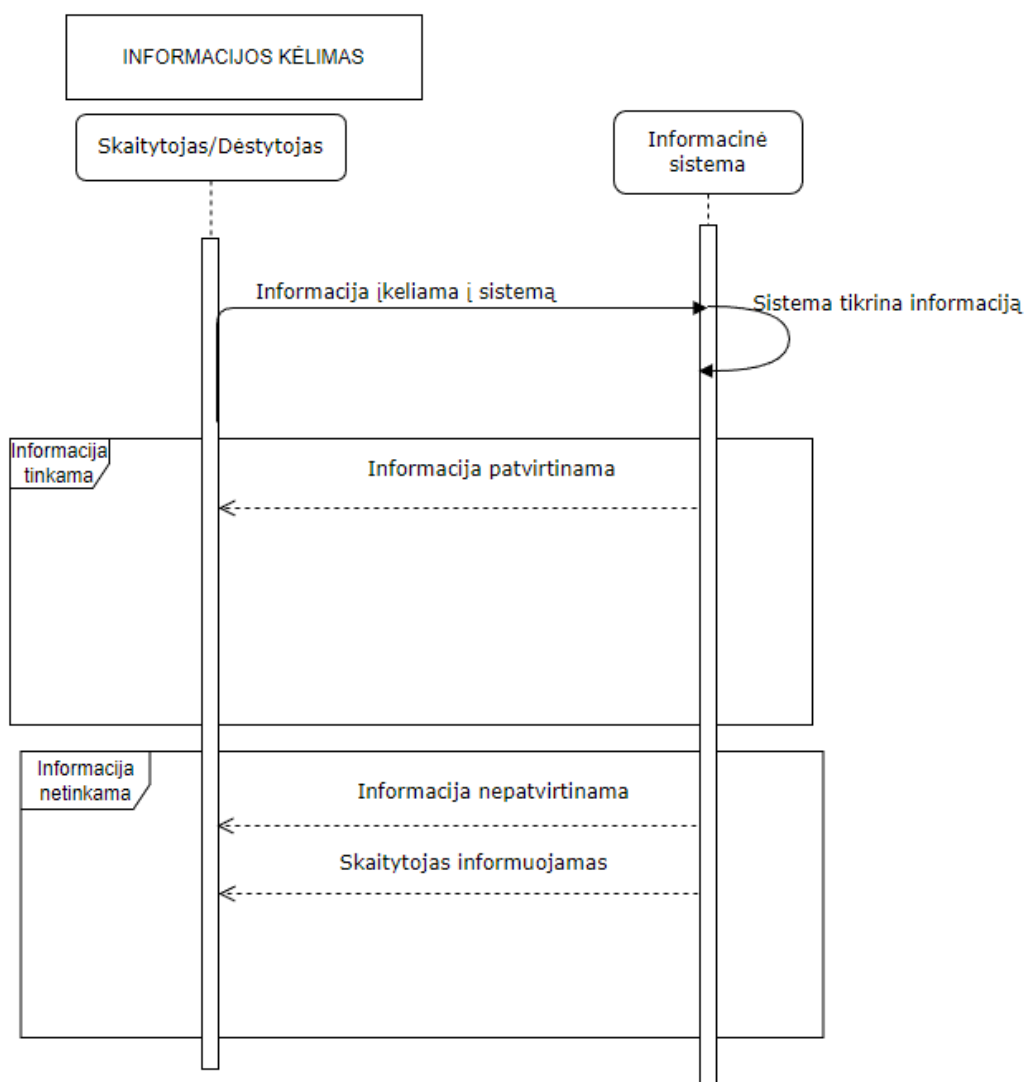 INFORMACIJOS KĖLIMAS
Skaitytojas/Dėstytojas
Informacinė
sistema
Informacija įkeliama į sistemą
Sistema tikrina informaciją
Informacija
tinkama
Informacija patvirtinama
Informacija
netinkama
Informacija nepatvirtinama
Skaitytojas informuojamas